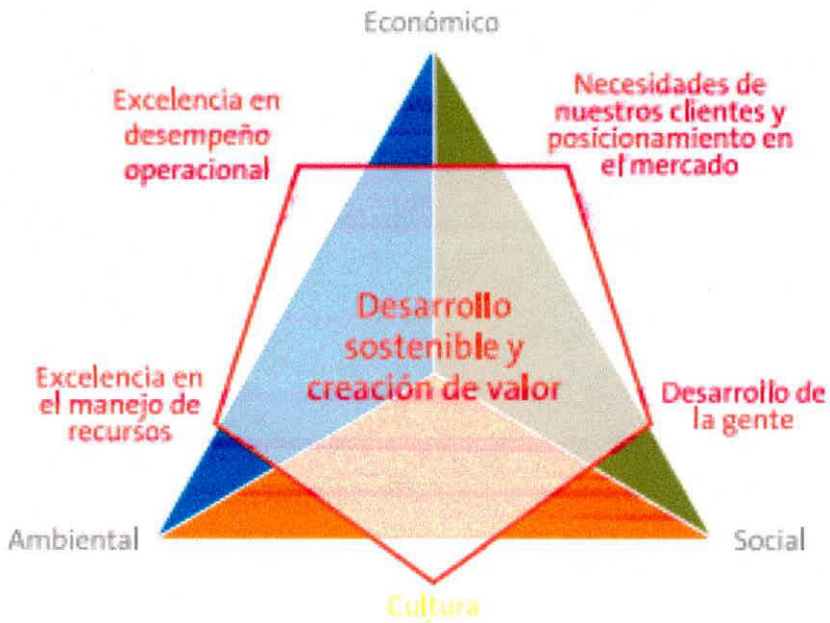 Económico
Excelencia en
desempeño
operacional
Necesidades de
nuestros clientes y
posicionamiento en
el mercado
Desarrollo
sostenible y
creación de valor
Excelencia en
el manejo de
recursos
Desarrollo de
la gente
Ambiental
Social
Cultura